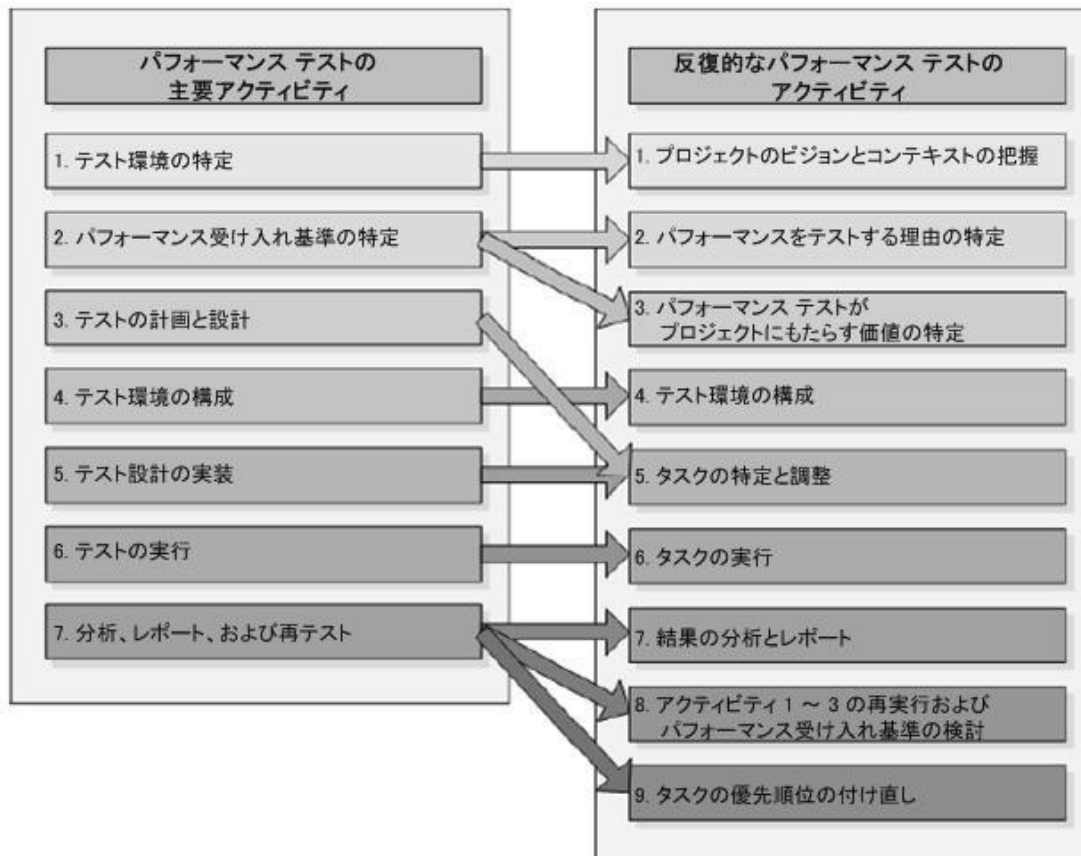 パフォーマンス テストの
主要アクティビティ
1. テスト環境の特定
2. パフォーマンス受け入れ基準の特定
3. テストの計画と設計
4. テスト環境の構成
5. テスト設計の実装
6. テストの実行
7. 分析、レポート、および再テスト
反復的なパフォーマンス テストの
アクティビティ
1. プロジェクトのビジョンとコンテキストの把握
2. パフォーマンスをテストする理由の特定
3. パフォーマンス テストが
プロジェクトにもたらす価値の特定
4. テスト環境の構成
5. タスクの特定と調整
6. タスクの実行
7. 結果の分析とレポート
8. アクティビティ 1 ～ 3 の再実行および
パフォーマンス受け入れ基準の検討
9. タスクの優先順位の付け直し